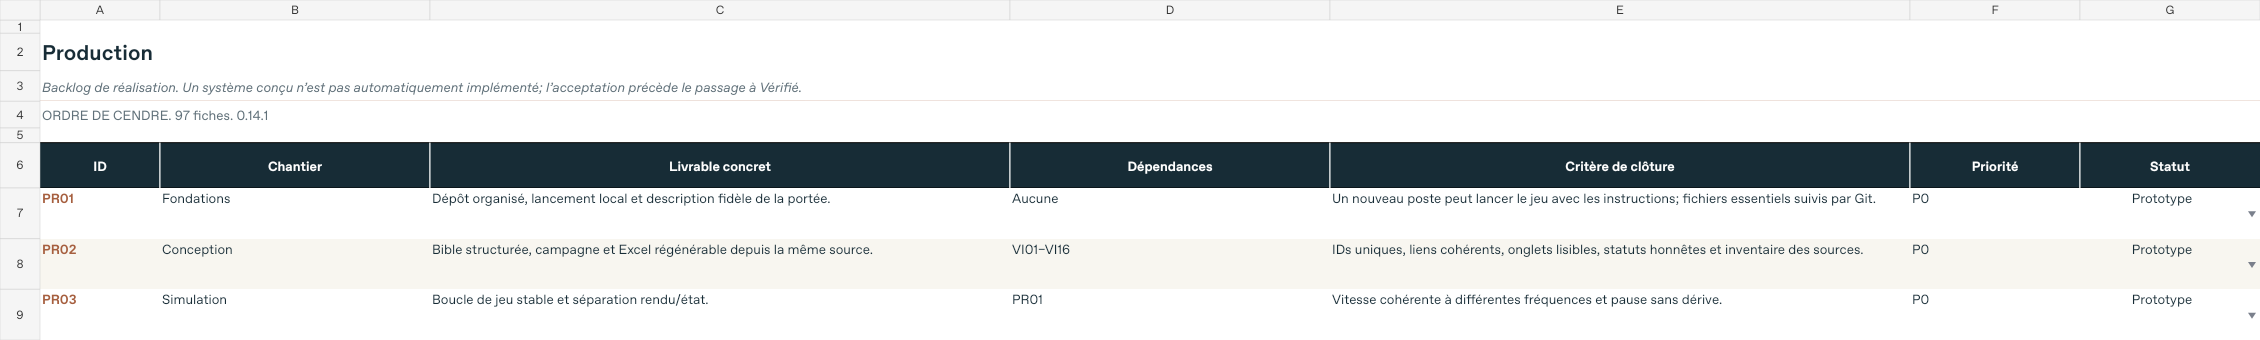 A B C D E F G
1
2 Production
3 Backlog de réalisation. Un système conçu n'est pas automatiquement implémenté; l'acceptation précède le passage à Vérifié.
4 ORDRE DE CENDRE. 97 fiches. 0.14.1
5
6 ID Chantier Livrable concret Dépendances Critère de clôture Priorité Statut
7 PR01 Fondations Dépôt organisé, lancement local et description fidèle de la portée. Aucune Un nouveau poste peut lancer le jeu avec les instructions; fichiers essentiels suivis par Git. P0 Prototype
8 PR02 Conception Bible structurée, campagne et Excel régénérable depuis la même source. VI01–VI16 IDs uniques, liens cohérents, onglets lisibles, statuts honnêtes et inventaire des sources. P0 Prototype
9 PR03 Simulation Boucle de jeu stable et séparation rendu/état. PR01 Vitesse cohérente à différentes fréquences et pause sans dérive. P0 Prototype